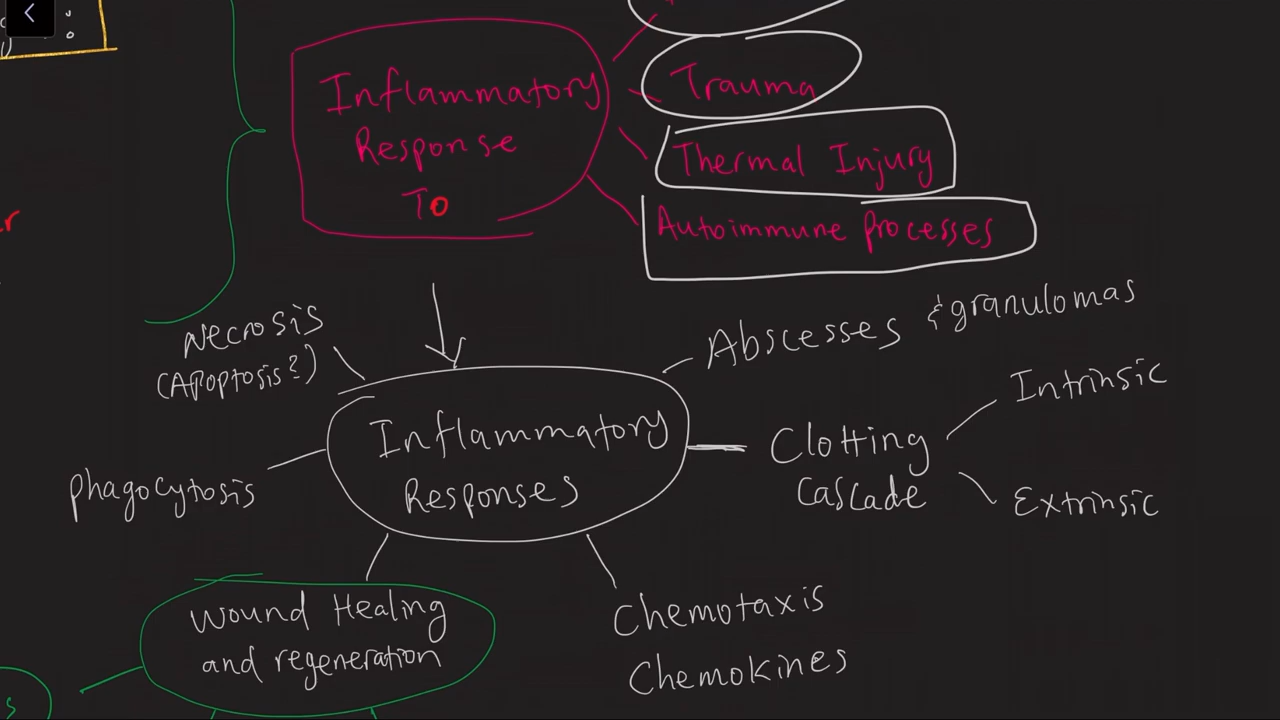 Inflammatory
Response
To
Trauma
Thermal Injury
Autoimmune Processes
Necrosis
(Apoptosis?)
Abscesses & granulomas
Inflammatory
Responses
Phagocytosis
Clotting
Cascade
Intrinsic
Extrinsic
Wound Healing
and regeneration
Chemotaxis
Chemokines